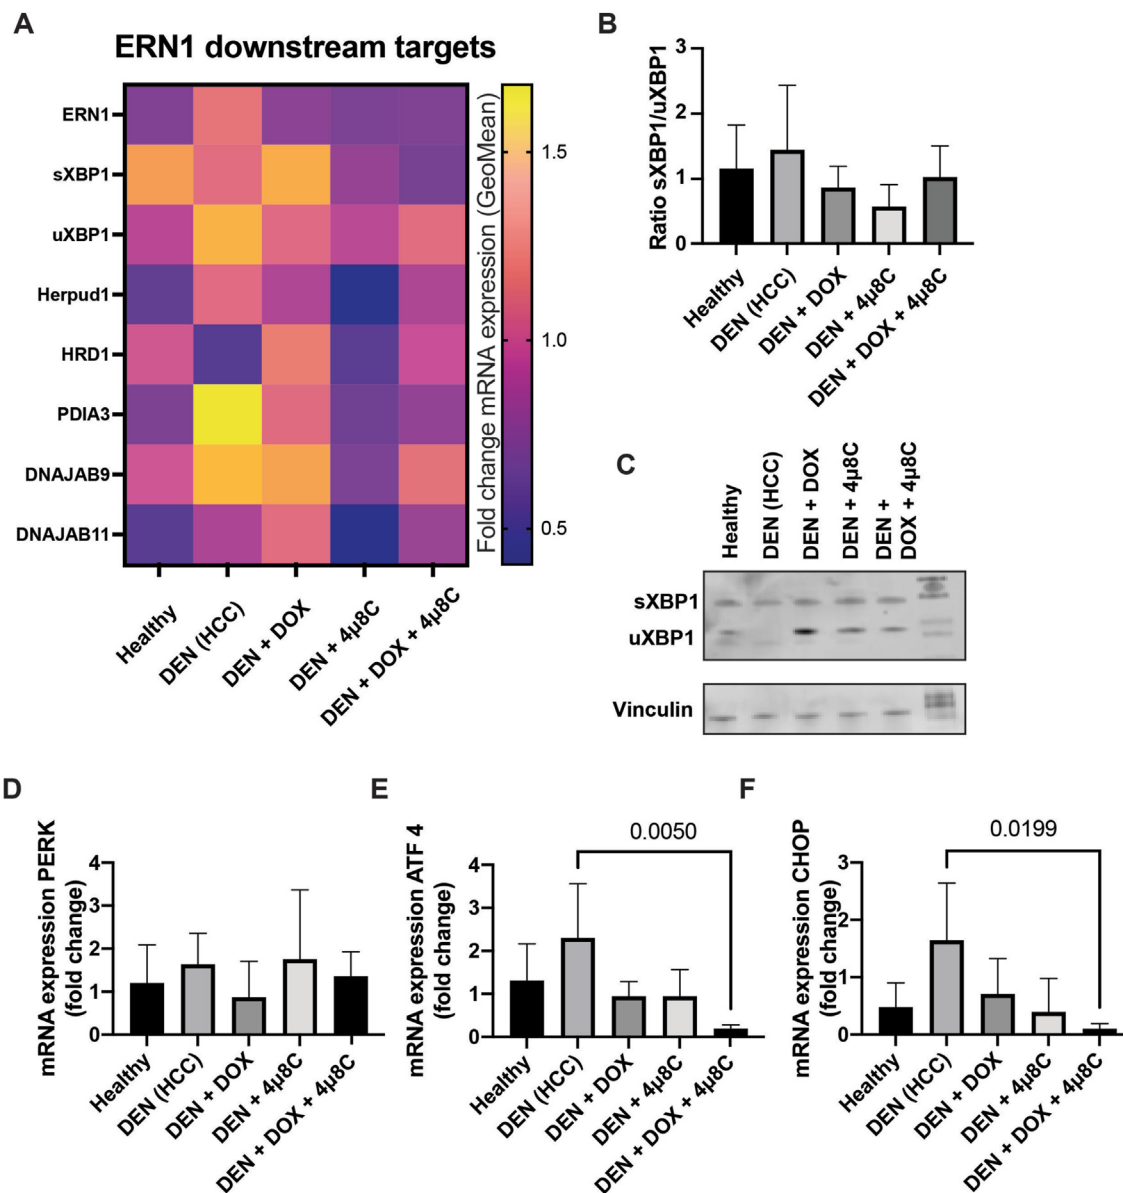 A
ERN1 downstream targets
ERN1
sXBP1
uXBP1
Herpud1
HRD1
PDIA3
DNAJAB9
DNAJAB11
Healthy
DEN (HCC)
DEN + DOX
DEN + 4µ8C
DEN + DOX + 4µ8C
1.5
1.0
0.5
Fold change mRNA expression (GeoMean)
B
Ratio sXBP1/uXBP1
3
2
1
0
Healthy
DEN (HCC)
DEN + DOX
DEN + 4µ8C
DEN + DOX + 4µ8C
C
Healthy
DEN (HCC)
DEN + DOX
DEN + 4µ8C
DEN +
DOX + 4µ8C
sXBP1
uXBP1
Vinculin
D
mRNA expression PERK
(fold change)
4
3
2
1
0
Healthy
DEN (HCC)
DEN + DOX
DEN + 4µ8C
DEN + DOX + 4µ8C
E
mRNA expression ATF 4
(fold change)
4
3
2
1
0
0.0050
Healthy
DEN (HCC)
DEN + DOX
DEN + 4µ8C
DEN + DOX + 4µ8C
F
mRNA expression CHOP
(fold change)
3
2
1
0
0.0199
Healthy
DEN (HCC)
DEN + DOX
DEN + 4µ8C
DEN + DOX + 4µ8C